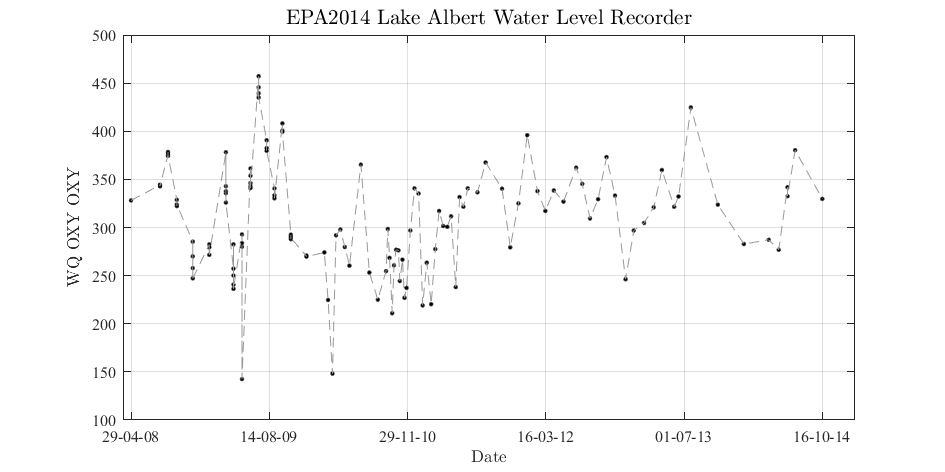 EPA2014 Lake Albert Water Level Recorder
500
450
400
350
300
250
200
150
100
WQ OXY OXY
29-04-08 14-08-09 29-11-10 16-03-12 01-07-13 16-10-14
Date